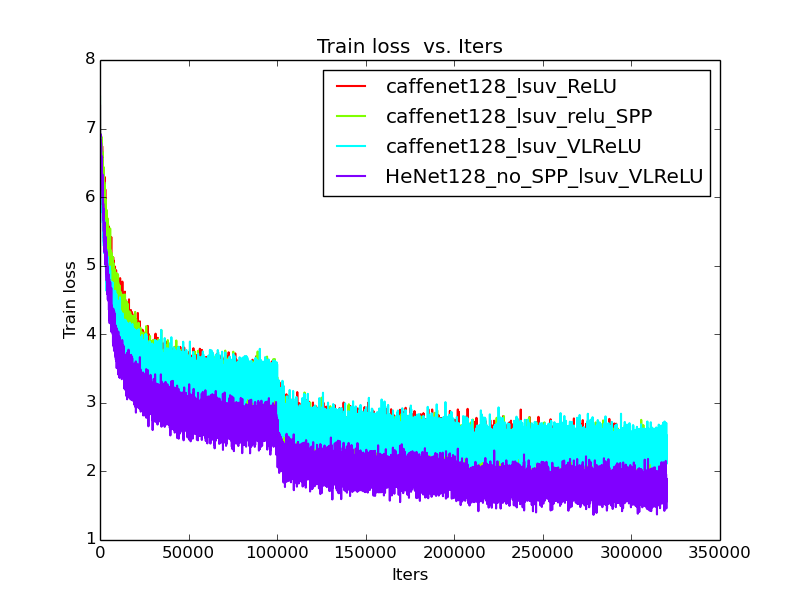 Train loss  vs. Iters
caffenet128_lsuv_ReLU
caffenet128_lsuv_relu_SPP
caffenet128_lsuv_VLReLU
HeNet128_no_SPP_lsuv_VLReLU
8
7
6
5
4
3
2
1
Train loss
0 50000 100000 150000 200000 250000 300000 350000
Iters